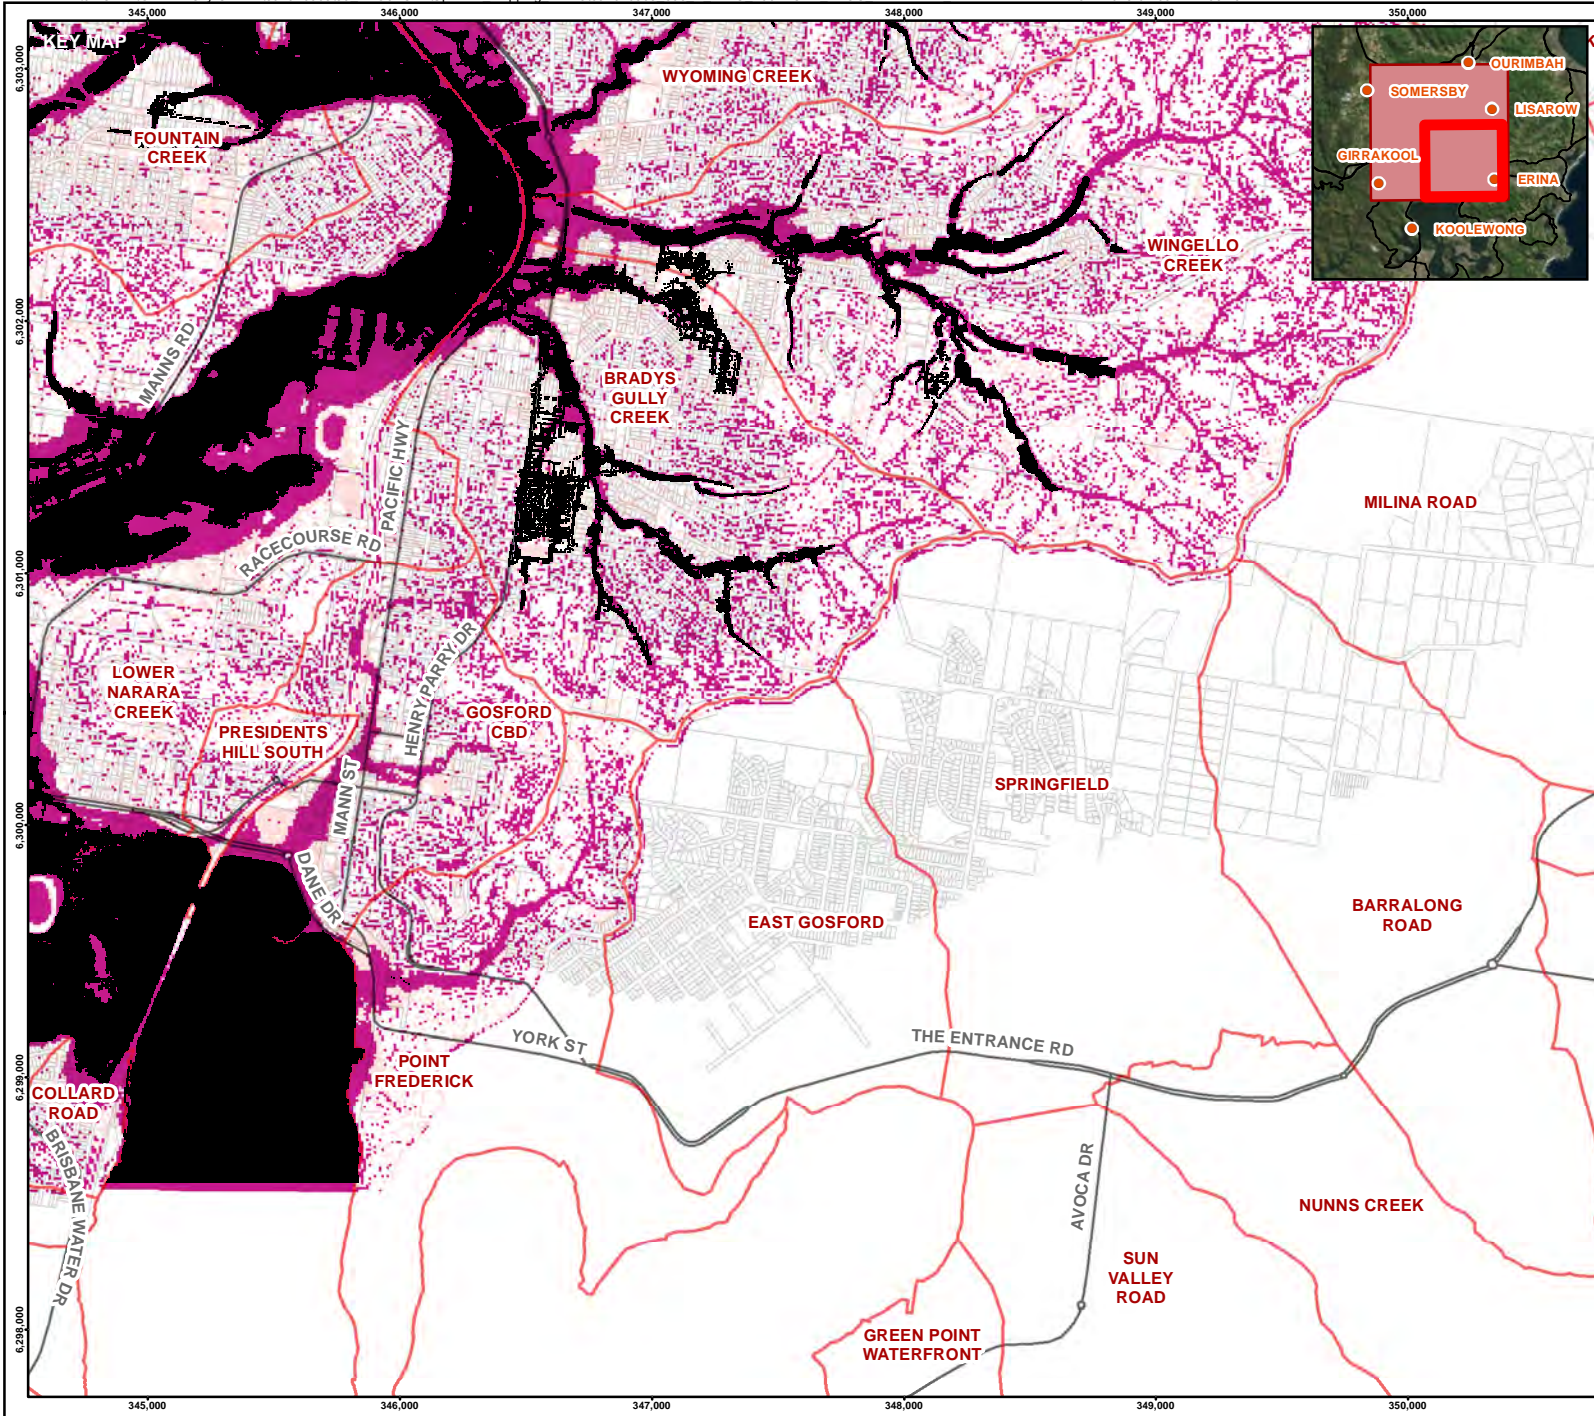 345,000
346,000
347,000
348,000
349,000
350,000
KEY MAP
6,303,000
WYOMING CREEK
OURIMBAH
SOMERSBY
LISAROW
GIRRAKOOL
ERINA
KOOLEWONG
FOUNTAIN
CREEK
WINGELLO
CREEK
6,302,000
MANNS RD
BRADYS
GULLY
CREEK
PACIFIC HWY
MILINA ROAD
RACECOURSE RD
6,301,000
HENRY PARRY DR
LOWER
NARARA
CREEK
PRESIDENTS
HILL SOUTH
GOSFORD
CBD
SPRINGFIELD
MANN ST
6,300,000
DANE DR
EAST GOSFORD
BARRALONG
ROAD
YORK ST
THE ENTRANCE RD
POINT
FREDERICK
6,299,000
COLLARD
ROAD
BRISBANE WATER DR
AVOCA DR
NUNNS CREEK
SUN
VALLEY
ROAD
6,298,000
GREEN POINT
WATERFRONT
345,000
346,000
347,000
348,000
349,000
350,000